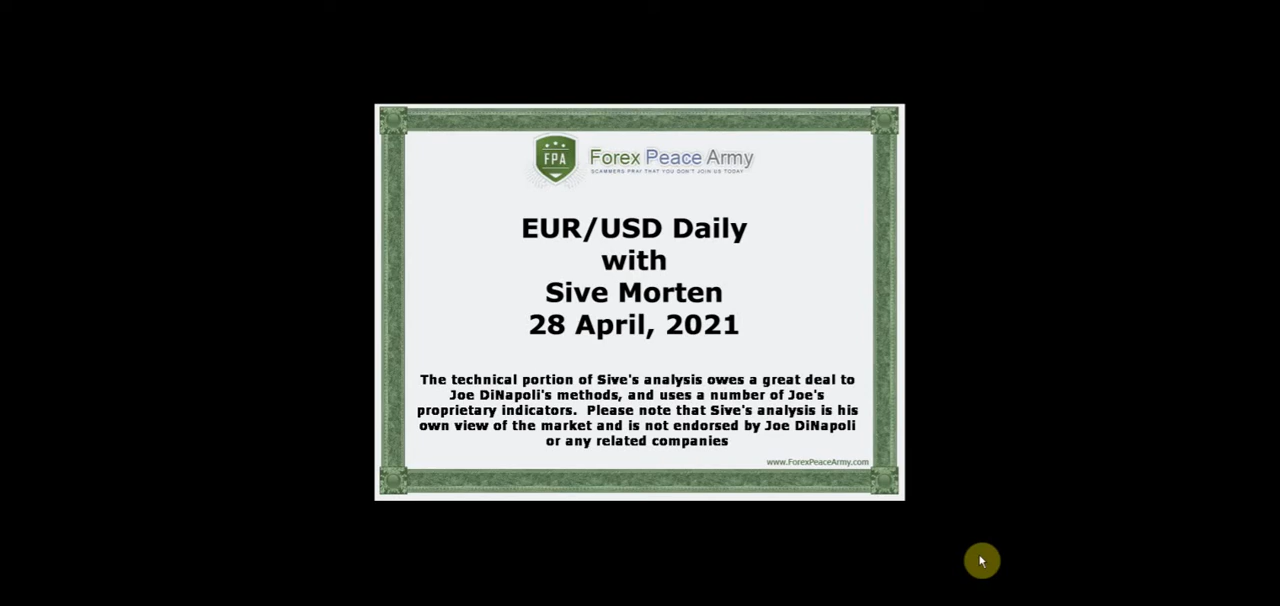 FPA
Forex Peace Army
SCAMMERS PRAY THAT YOU DON'T JOIN US TODAY
EUR/USD Daily
with
Sive Morten
28 April, 2021
The technical portion of Sive's analysis owes a great deal to
Joe DiNapoli's methods, and uses a number of Joe's
proprietary indicators. Please note that Sive's analysis is his
own view of the market and is not endorsed by Joe DiNapoli
or any related companies
www.ForexPeaceArmy.com